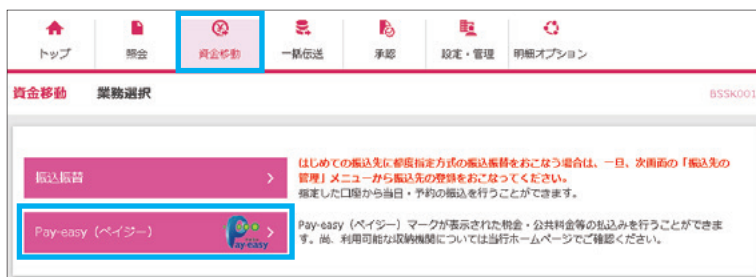 トップ
照会
資金移動
一括伝送
承認
設定・管理
明細オプション
資金移動 業務選択
BSSK001
振込振替
はじめての振込先に都度指定方式の振込振替をおこなう場合は、一旦、次画面の「振込先の
管理」メニューから振込先の登録をおこなってください。
指定した口座から当日・予約の振込を行うことができます。
Pay-easy（ペイジー）
Pay-easy
Pay-easy（ペイジー）マークが表示された税金・公共料金等の払込みを行うことができま
す。尚、利用可能な収納機関については当行ホームページでご確認ください。